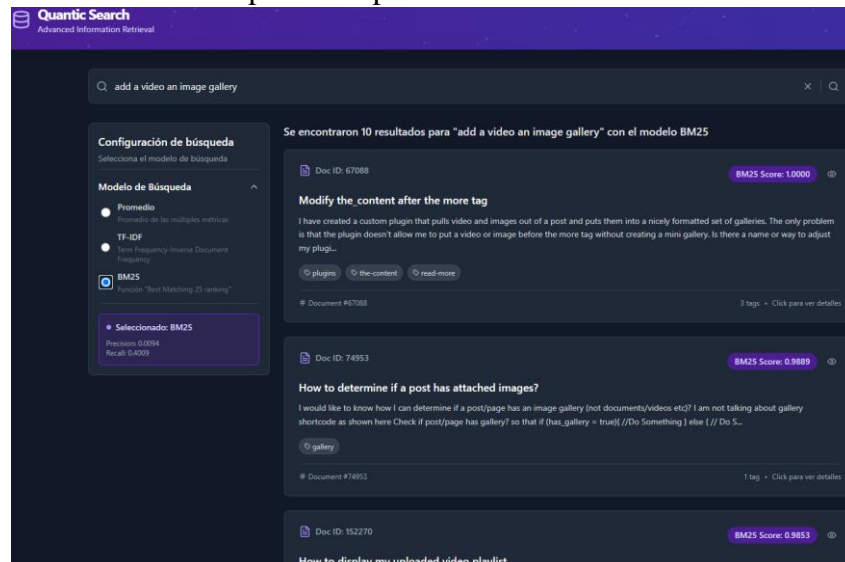 Quantic Search
Advanced Information Retrieval
add a video an image gallery
Configuración de búsqueda
Selecciona el modelo de búsqueda
Modelo de Búsqueda
Promedio
Promedio de las múltiples métricas
TF-IDF
Term Frequency-Inverse Document
Frequency
BM25
Función "Best Matching 25 ranking"
Seleccionado: BM25
Precision: 0.0094
Recall: 0.4009
Se encontraron 10 resultados para "add a video an image gallery" con el modelo BM25
Doc ID: 67088
BM25 Score: 1.0000
Modify the_content after the more tag
I have created a custom plugin that pulls video and images out of a post and puts them into a nicely formatted set of galleries. The only problem
is that the plugin doesn't allow me to put a video or image before the more tag without creating a mini gallery. Is there a name or way to adjust
my plugi...
plugins
the-content
read-more
# Document #67088
3 tags • Click para ver detalles
Doc ID: 74953
BM25 Score: 0.9889
How to determine if a post has attached images?
I would like to know how I can determine if a post/page has an image gallery (not documents/videos etc)? I am not talking about gallery
shortcode as shown here Check if post/page has gallery? so that if (has_gallery = true){ //Do Something } else { // Do S...
gallery
# Document #74953
1 tag • Click para ver detalles
Doc ID: 152270
BM25 Score: 0.9853
How to display my uploaded video playlist